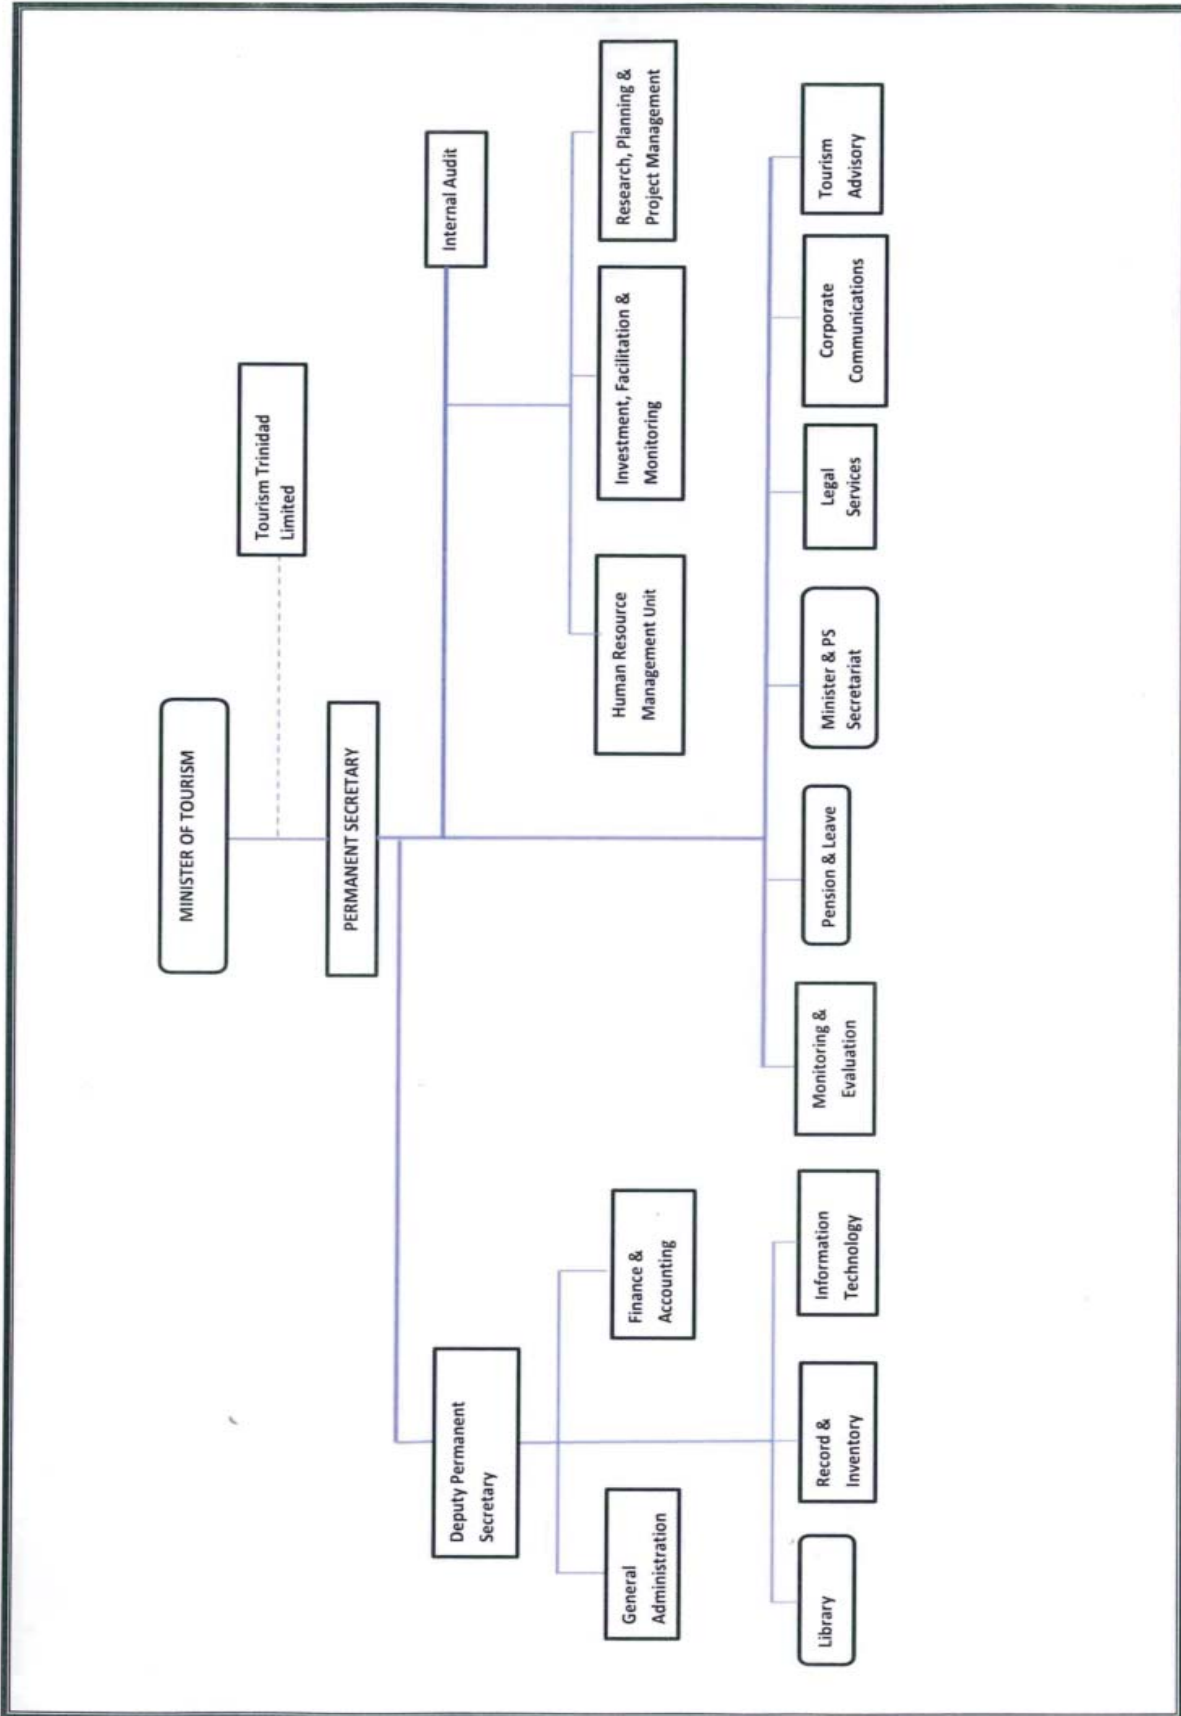 MINISTER OF TOURISM
Tourism Trinidad
Limited
PERMANENT SECRETARY
Deputy Permanent
Secretary
Internal Audit
General
Administration
Finance &
Accounting
Human Resource
Management Unit
Investment, Facilitation &
Monitoring
Research, Planning &
Project Management
Library
Record &
Inventory
Information
Technology
Monitoring &
Evaluation
Pension & Leave
Minister & PS
Secretariat
Legal
Services
Corporate
Communications
Tourism
Advisory